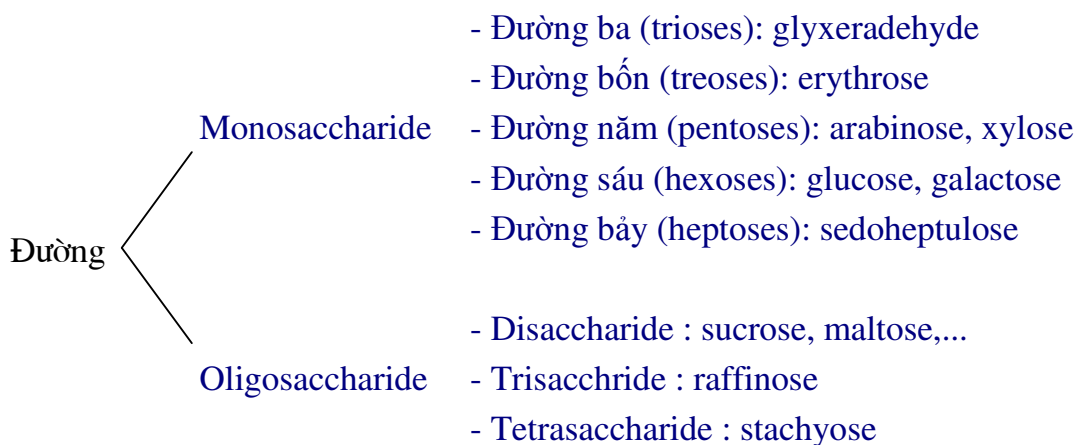 - Đường ba (trioses): glyxeradehyde
- Đường bốn (treoses): erythrose
Monosaccharide - Đường năm (pentoses): arabinose, xylose
- Đường sáu (hexoses): glucose, galactose
- Đường bảy (heptoses): sedoheptulose
Đường
- Disaccharide : sucrose, maltose,...
Oligosaccharide - Trisacchride : raffinose
- Tetrasaccharide : stachyose